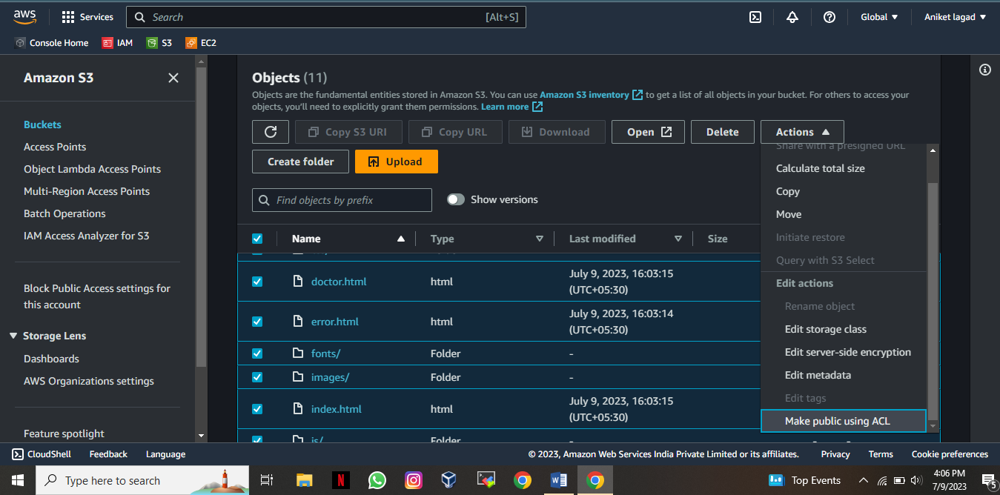 aws
Services
Search
[Alt+S]
Global ▼
Aniket lagad ▼
Console Home
IAM
S3
EC2
Amazon S3
Buckets
Access Points
Object Lambda Access Points
Multi-Region Access Points
Batch Operations
IAM Access Analyzer for S3
Block Public Access settings for
this account
▼ Storage Lens
Dashboards
AWS Organizations settings
Feature spotlight
Objects (11)
Objects are the fundamental entities stored in Amazon S3. You can use Amazon S3 inventory to get a list of all objects in your bucket. For others to access your
objects, you'll need to explicitly grant them permissions. Learn more
Copy S3 URI
Copy URL
Download
Open
Delete
Actions ▲
Create folder
Upload
Find objects by prefix
Show versions
Name
Type
Last modified
Size
doctor.html
html
July 9, 2023, 16:03:15
(UTC+05:30)
error.html
html
July 9, 2023, 16:03:14
(UTC+05:30)
fonts/
Folder
-
images/
Folder
-
index.html
html
July 9, 2023, 16:03:15
(UTC+05:30)
js/
Folder
Share with a presigned URL
Calculate total size
Copy
Move
Initiate restore
Query with S3 Select
Edit actions
Rename object
Edit storage class
Edit server-side encryption
Edit metadata
Edit tags
Make public using ACL
CloudShell
Feedback
Language
© 2023, Amazon Web Services India Private Limited or its affiliates.
Privacy
Terms
Cookie preferences
Type here to search
Top Events
4:06 PM
7/9/2023
5